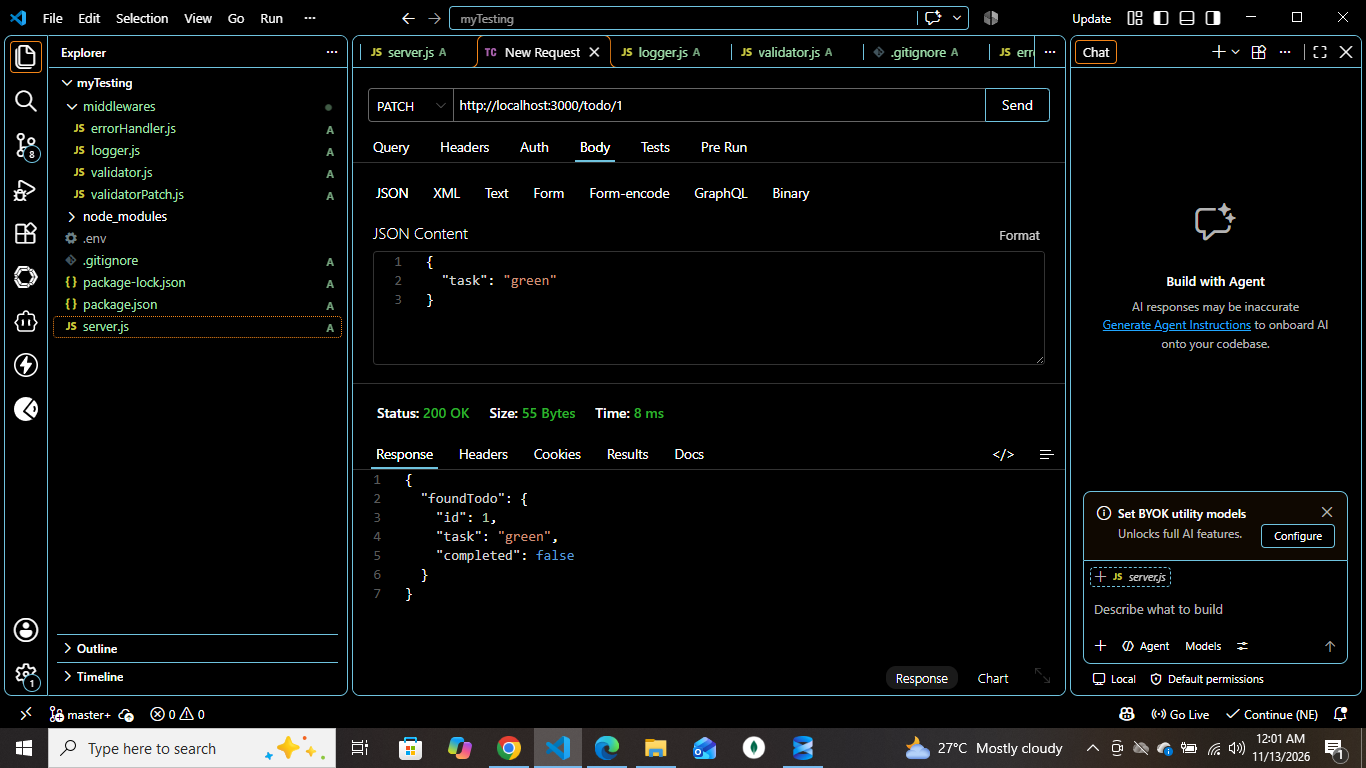 File Edit Selection View Go Run ··· myTesting Update
Explorer ···
myTesting
middlewares
JS errorHandler.js A
JS logger.js A
JS validator.js A
JS validatorPatch.js A
node_modules
.env
.gitignore A
{} package-lock.json A
{} package.json A
JS server.js A
Outline
Timeline
8
1
JS server.js A TC New Request JS logger.js A JS validator.js A .gitignore A JS erro ···
PATCH http://localhost:3000/todo/1 Send
Query Headers Auth Body Tests Pre Run
JSON XML Text Form Form-encode GraphQL Binary
JSON Content Format
1 {
2 "task": "green"
3 }
Status: 200 OK Size: 55 Bytes Time: 8 ms
Response Headers Cookies Results Docs </>
1 {
2 "foundTodo": {
3 "id": 1,
4 "task": "green",
5 "completed": false
6 }
7 }
Response Chart
Chat ···
Build with Agent
AI responses may be inaccurate
Generate Agent Instructions to onboard AI
onto your codebase.
Set BYOK utility models
Unlocks full AI features. Configure
+ JS server.js
Describe what to build
+ Agent Models
Local Default permissions
master+ 0 0 Go Live Continue (NE)
Type here to search 27°C Mostly cloudy 12:01 AM
11/13/2026
1